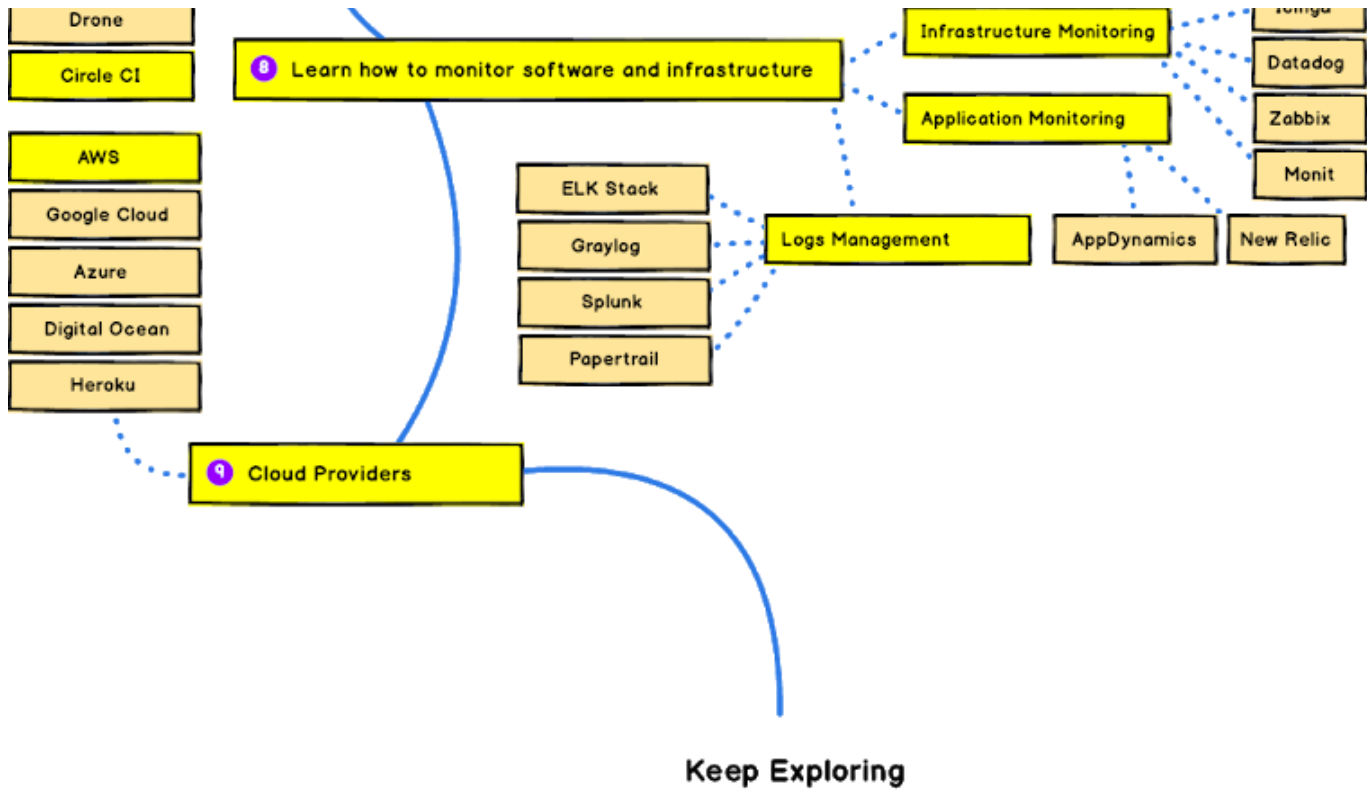 Drone
Circle CI
8 Learn how to monitor software and infrastructure
Infrastructure Monitoring
Application Monitoring
Icinga
Datadog
Zabbix
Monit
AppDynamics
New Relic
Logs Management
ELK Stack
Graylog
Splunk
Papertrail
AWS
Google Cloud
Azure
Digital Ocean
Heroku
9 Cloud Providers
Keep Exploring